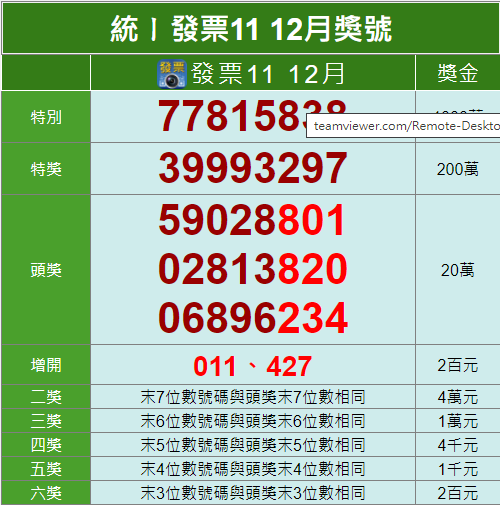 統ㄧ發票11 12月獎號
發票 發票11 12月 獎金
特別 77815838
teamviewer.com/Remote-Deskto
特獎 39993297 200萬
59028801
頭獎 02813820 20萬
06896234
增開 011、427 2百元
二獎 末7位數號碼與頭獎末7位數相同 4萬元
三獎 末6位數號碼與頭獎末6位數相同 1萬元
四獎 末5位數號碼與頭獎末5位數相同 4千元
五獎 末4位數號碼與頭獎末4位數相同 1千元
六獎 末3位數號碼與頭獎末3位數相同 2百元